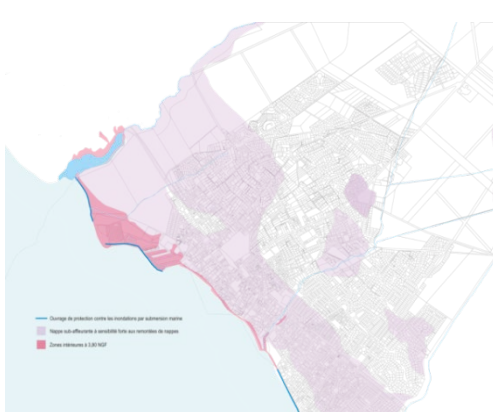 Ouvrage de protection contre les inondations par submersion marine
Nappe sub-affleurante à sensibilité forte aux remontées de nappes
Zones inférieures à 3,80 NGF